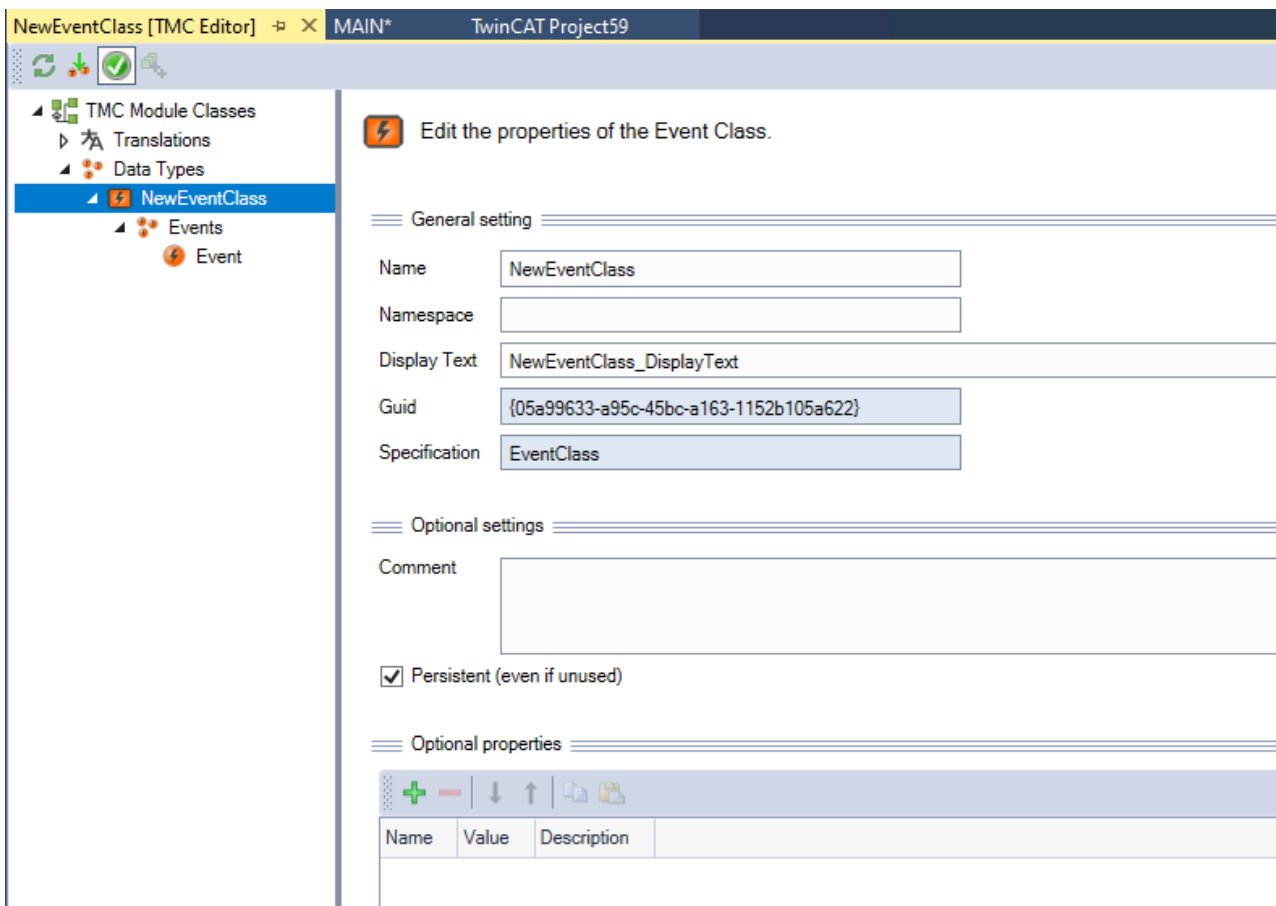 NewEventClass [TMC Editor] MAIN* TwinCAT Project59
TMC Module Classes
Translations
Data Types
NewEventClass
Events
Event
Edit the properties of the Event Class.
General setting
Name NewEventClass
Namespace
Display Text NewEventClass_DisplayText
Guid {05a99633-a95c-45bc-a163-1152b105a622}
Specification EventClass
Optional settings
Comment
Persistent (even if unused)
Optional properties
Name Value Description